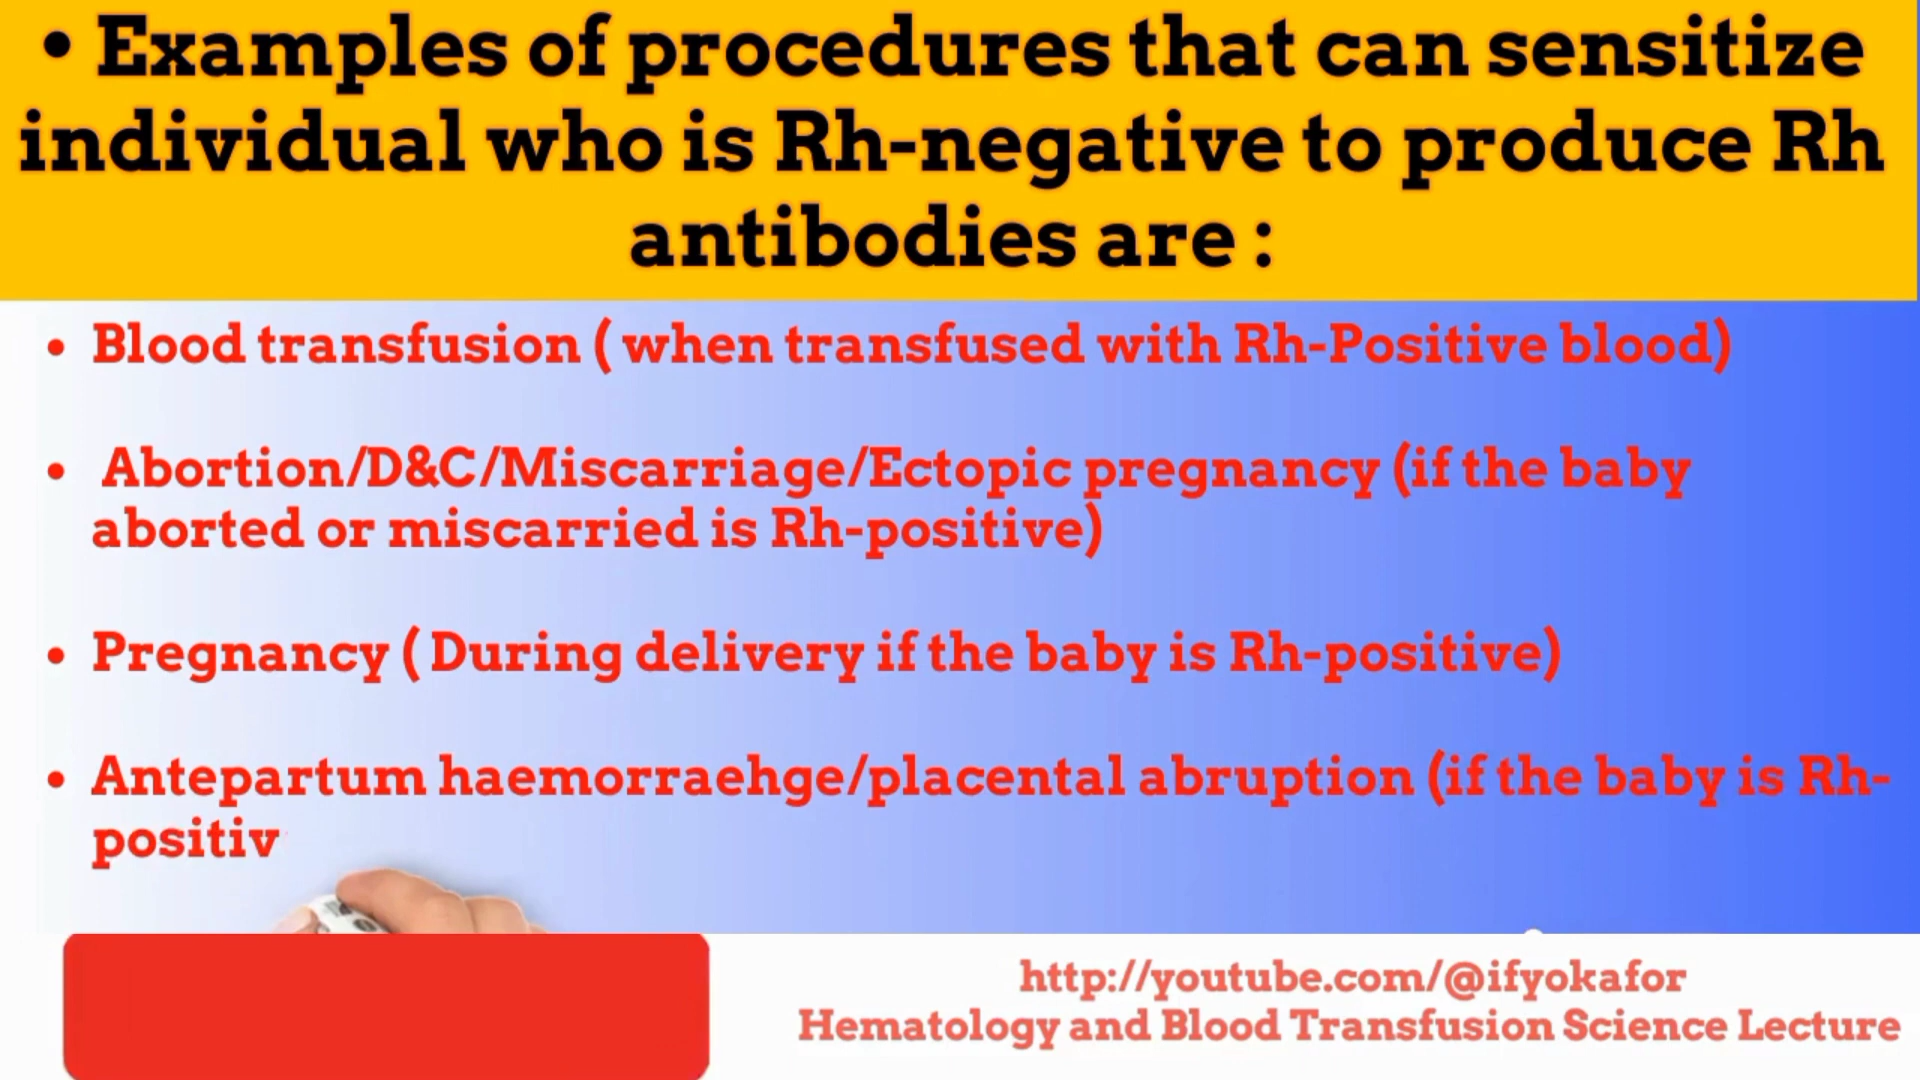 • Examples of procedures that can sensitize
individual who is Rh-negative to produce Rh
antibodies are :
• Blood transfusion ( when transfused with Rh-Positive blood)
• Abortion/D&C/Miscarriage/Ectopic pregnancy (if the baby
aborted or miscarried is Rh-positive)
• Pregnancy ( During delivery if the baby is Rh-positive)
• Antepartum haemorraehge/placental abruption (if the baby is Rh-
positiv
http://youtube.com/@ifyokafor
Hematology and Blood Transfusion Science Lecture